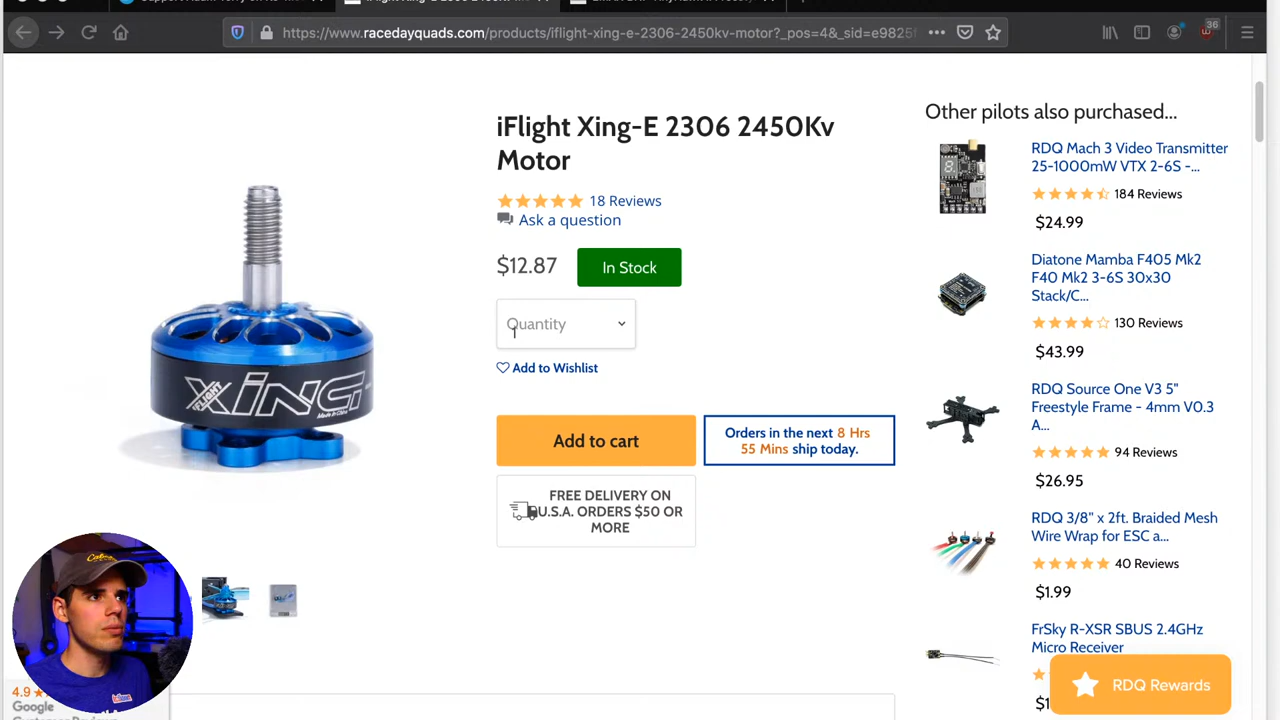 https://www.racedayquads.com/products/iflight-xing-e-2306-2450kv-motor?_pos=4&_sid=e9825f
36
iFlight Xing-E 2306 2450Kv
Motor
18 Reviews
Ask a question
$12.87
In Stock
Quantity
Add to Wishlist
Add to cart
Orders in the next 8 Hrs
55 Mins ship today.
FREE DELIVERY ON
U.S.A. ORDERS $50 OR
MORE
iFLIGHT
XING
Other pilots also purchased...
RDQ Mach 3 Video Transmitter
25-1000mW VTX 2-6S -...
184 Reviews
$24.99
Diatone Mamba F405 Mk2
F40 Mk2 3-6S 30x30
Stack/C...
130 Reviews
$43.99
RDQ Source One V3 5"
Freestyle Frame - 4mm V0.3
A...
94 Reviews
$26.95
RDQ 3/8" x 2ft. Braided Mesh
Wire Wrap for ESC a...
40 Reviews
$1.99
FrSky R-XSR SBUS 2.4GHz
Micro Receiver
RDQ Rewards
4.9
Google